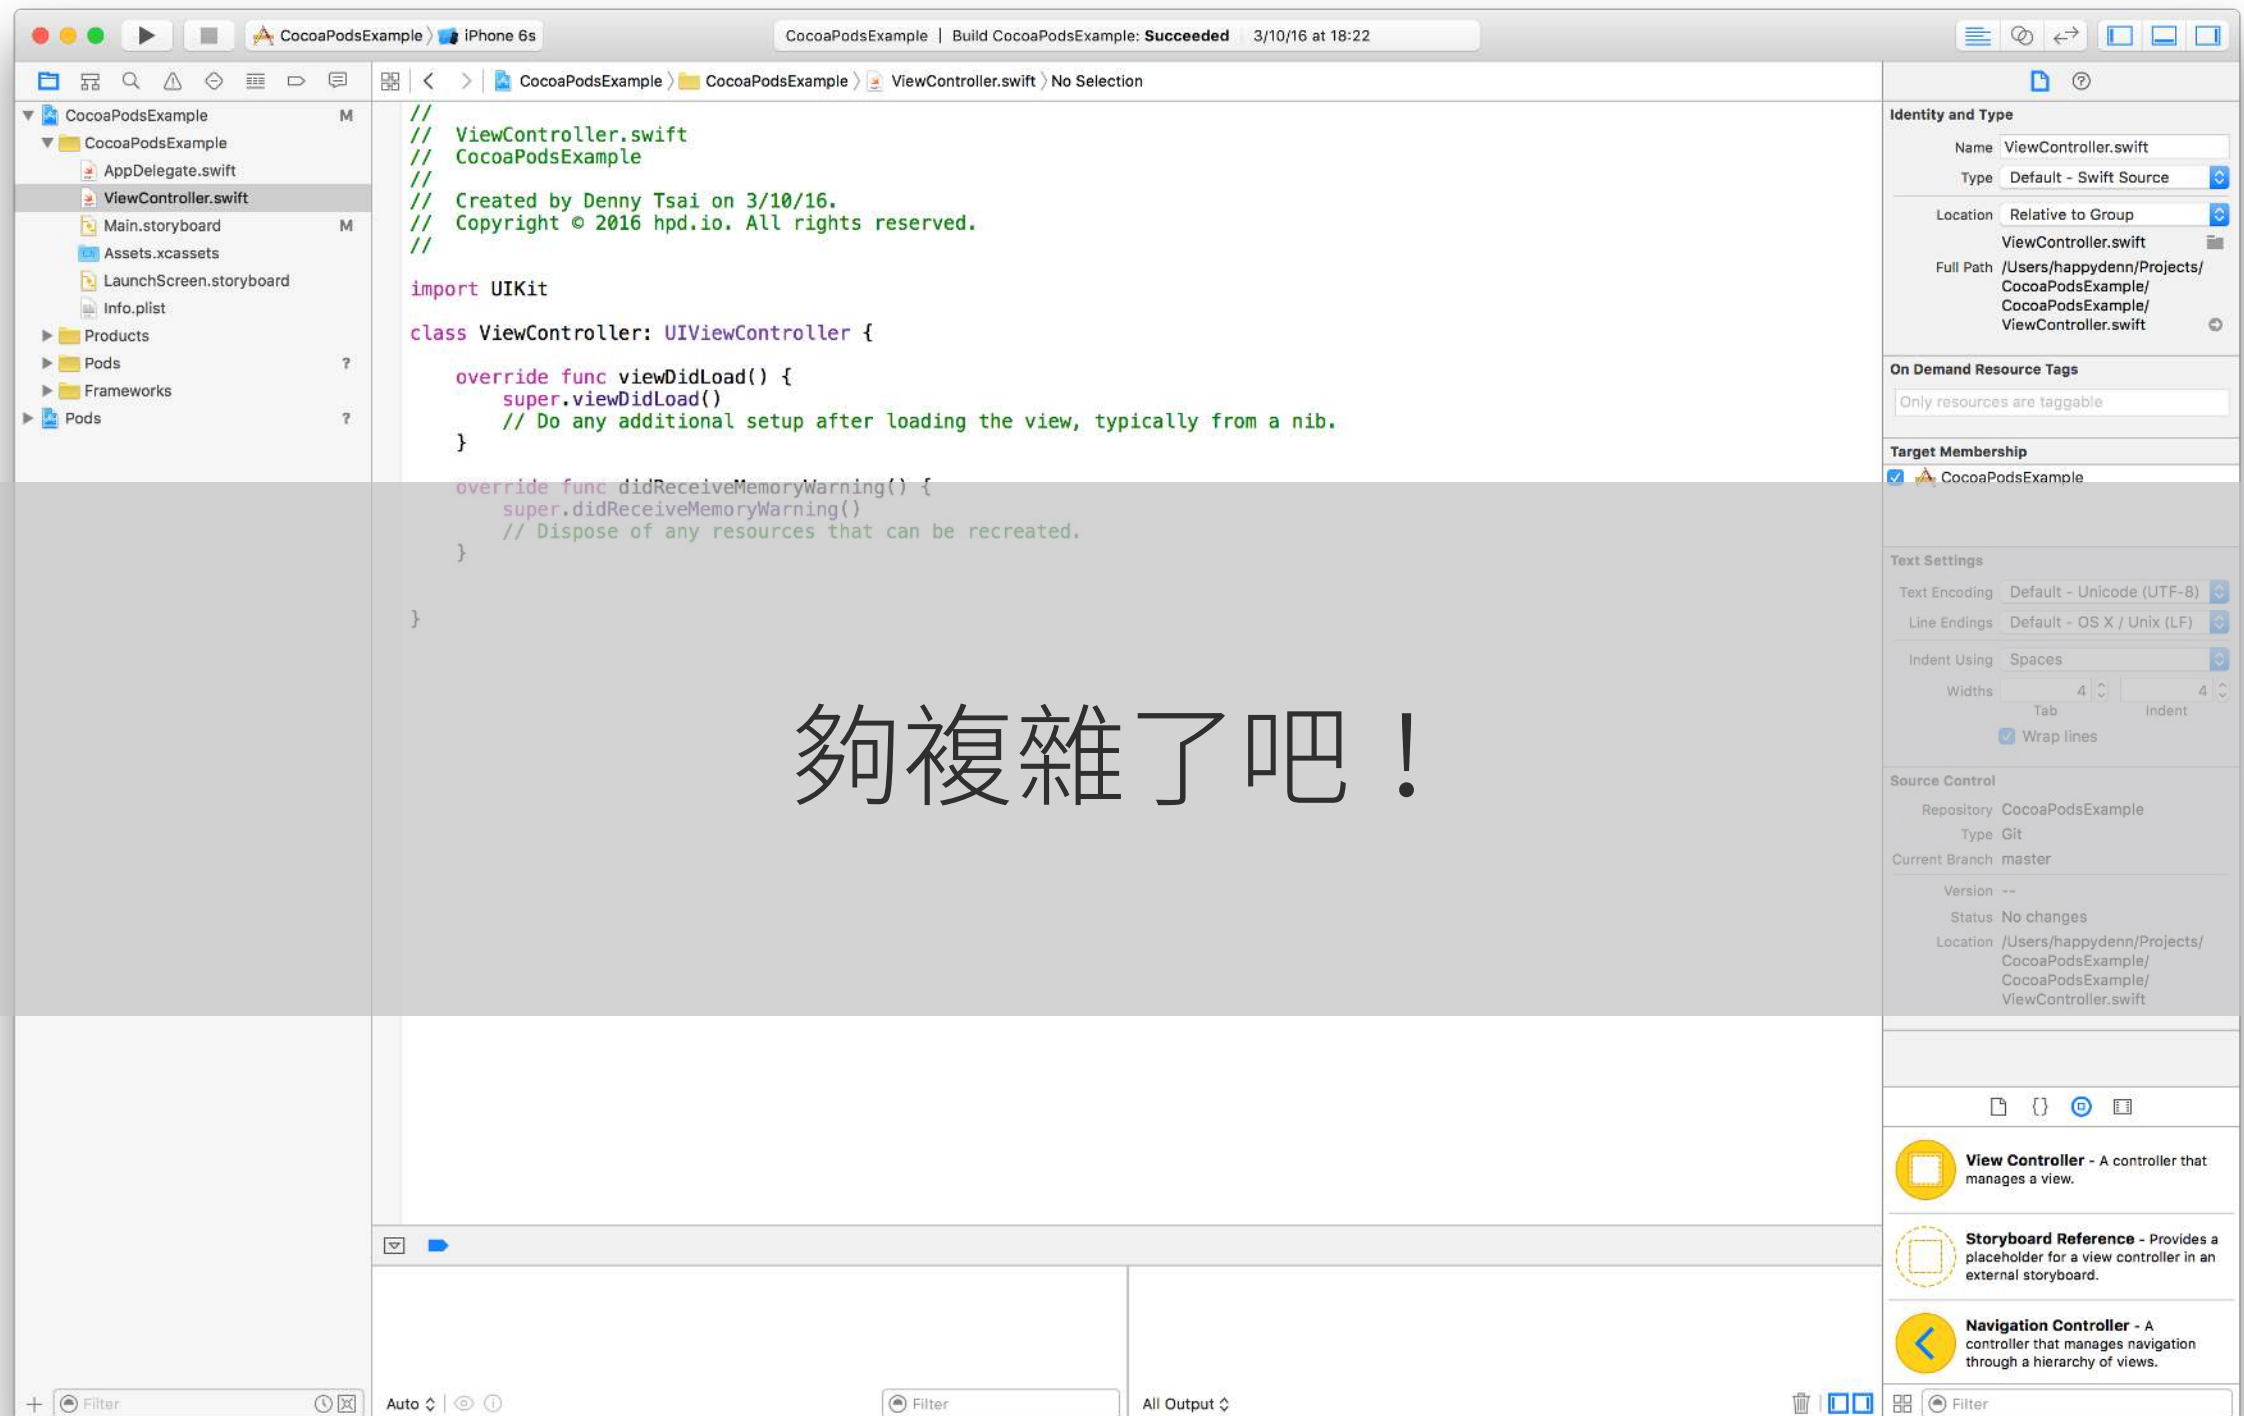 CocoaPodsExample
iPhone 6s
CocoaPodsExample | Build CocoaPodsExample: Succeeded 3/10/16 at 18:22
CocoaPodsExample
CocoaPodsExample
ViewController.swift
No Selection
CocoaPodsExample M
CocoaPodsExample
AppDelegate.swift
ViewController.swift
Main.storyboard M
Assets.xcassets
LaunchScreen.storyboard
Info.plist
Products
Pods ?
Frameworks
Pods ?
Filter
//
// ViewController.swift
// CocoaPodsExample
//
// Created by Denny Tsai on 3/10/16.
// Copyright © 2016 hpd.io. All rights reserved.
//
import UIKit
class ViewController: UIViewController {
override func viewDidLoad() {
super.viewDidLoad()
// Do any additional setup after loading the view, typically from a nib.
}
override func didReceiveMemoryWarning() {
super.didReceiveMemoryWarning()
// Dispose of any resources that can be recreated.
}
}
夠複雜了吧！
Auto
Filter
All Output
Identity and Type
Name ViewController.swift
Type Default - Swift Source
Location Relative to Group
ViewController.swift
Full Path /Users/happydenn/Projects/
CocoaPodsExample/
CocoaPodsExample/
ViewController.swift
On Demand Resource Tags
Only resources are taggable
Target Membership
CocoaPodsExample
Text Settings
Text Encoding Default - Unicode (UTF-8)
Line Endings Default - OS X / Unix (LF)
Indent Using Spaces
Widths 4 4
Tab Indent
Wrap lines
Source Control
Repository CocoaPodsExample
Type Git
Current Branch master
Version --
Status No changes
Location /Users/happydenn/Projects/
CocoaPodsExample/
CocoaPodsExample/
ViewController.swift
{}
View Controller - A controller that
manages a view.
Storyboard Reference - Provides a
placeholder for a view controller in an
external storyboard.
Navigation Controller - A
controller that manages navigation
through a hierarchy of views.
Filter